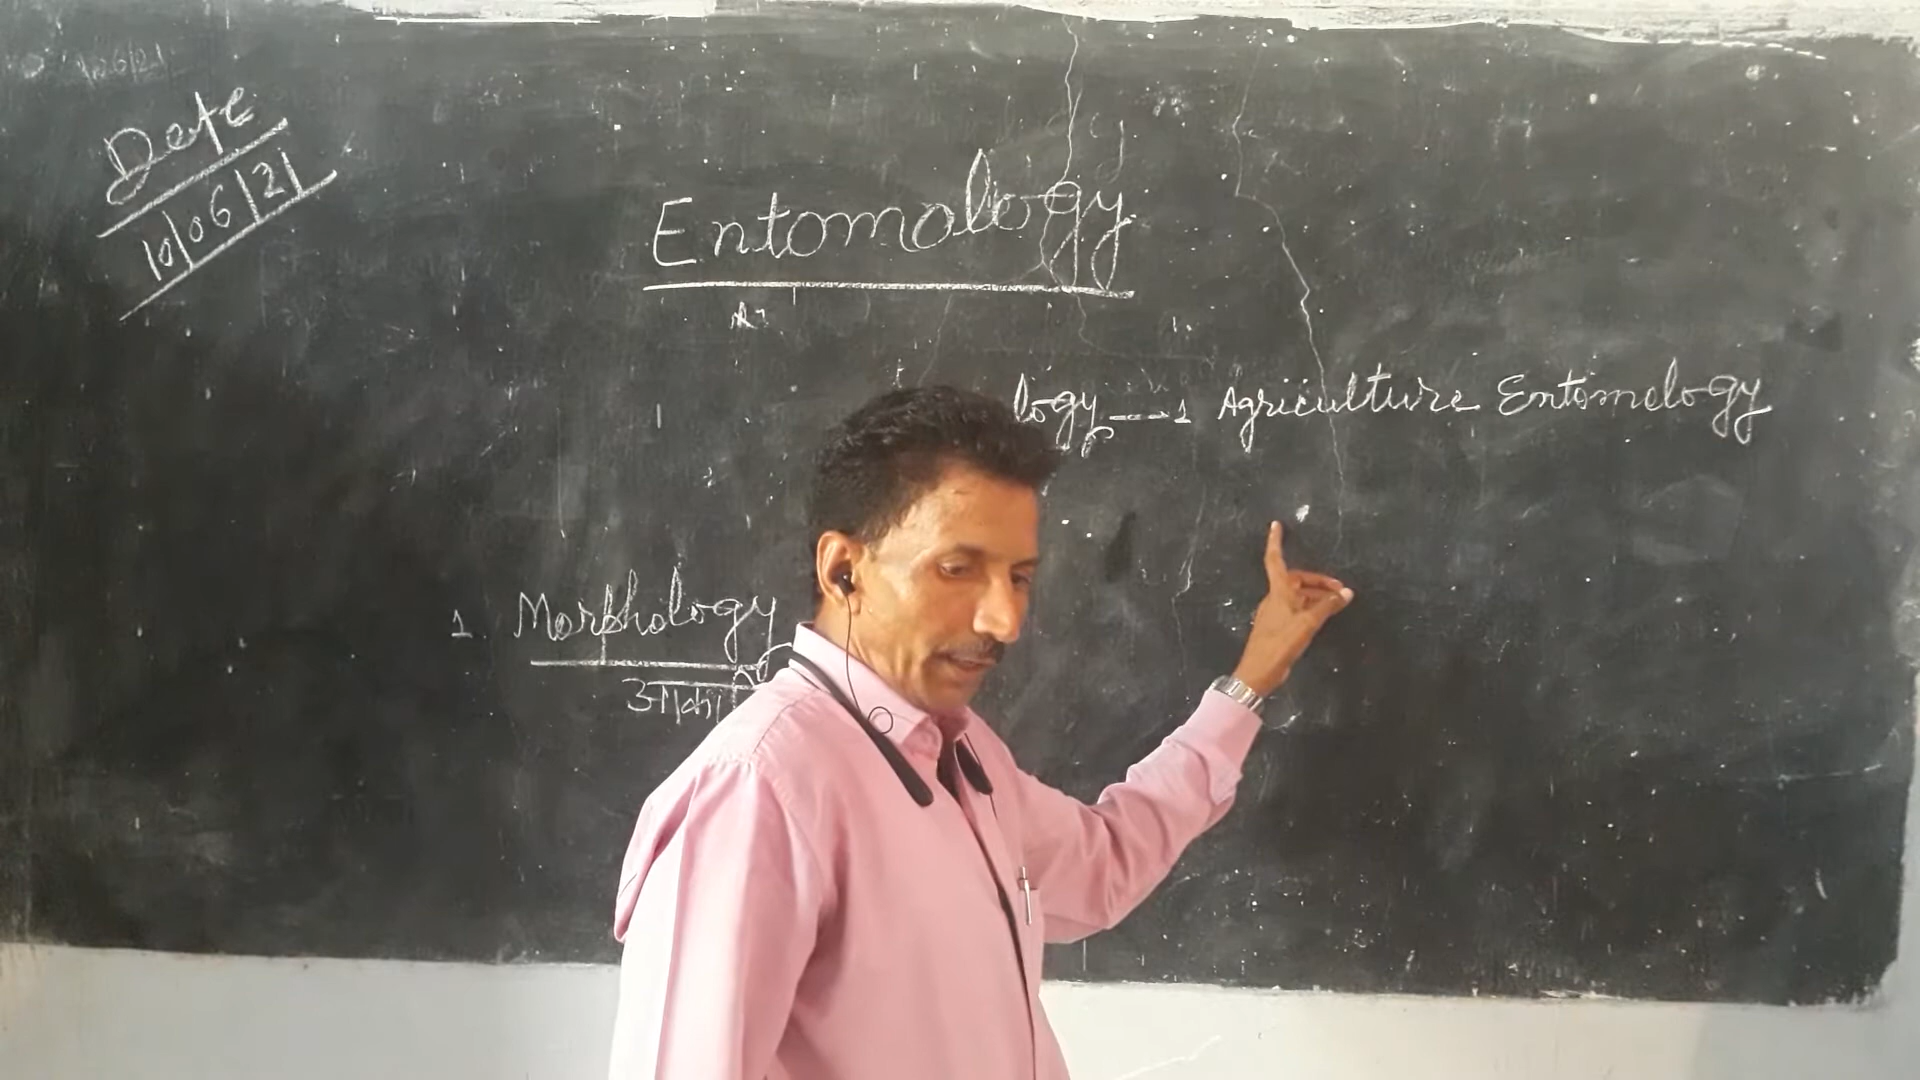 Date
10/06/21
Entomology
logy ---→ 1 Agriculture Entomology
1. Morphology